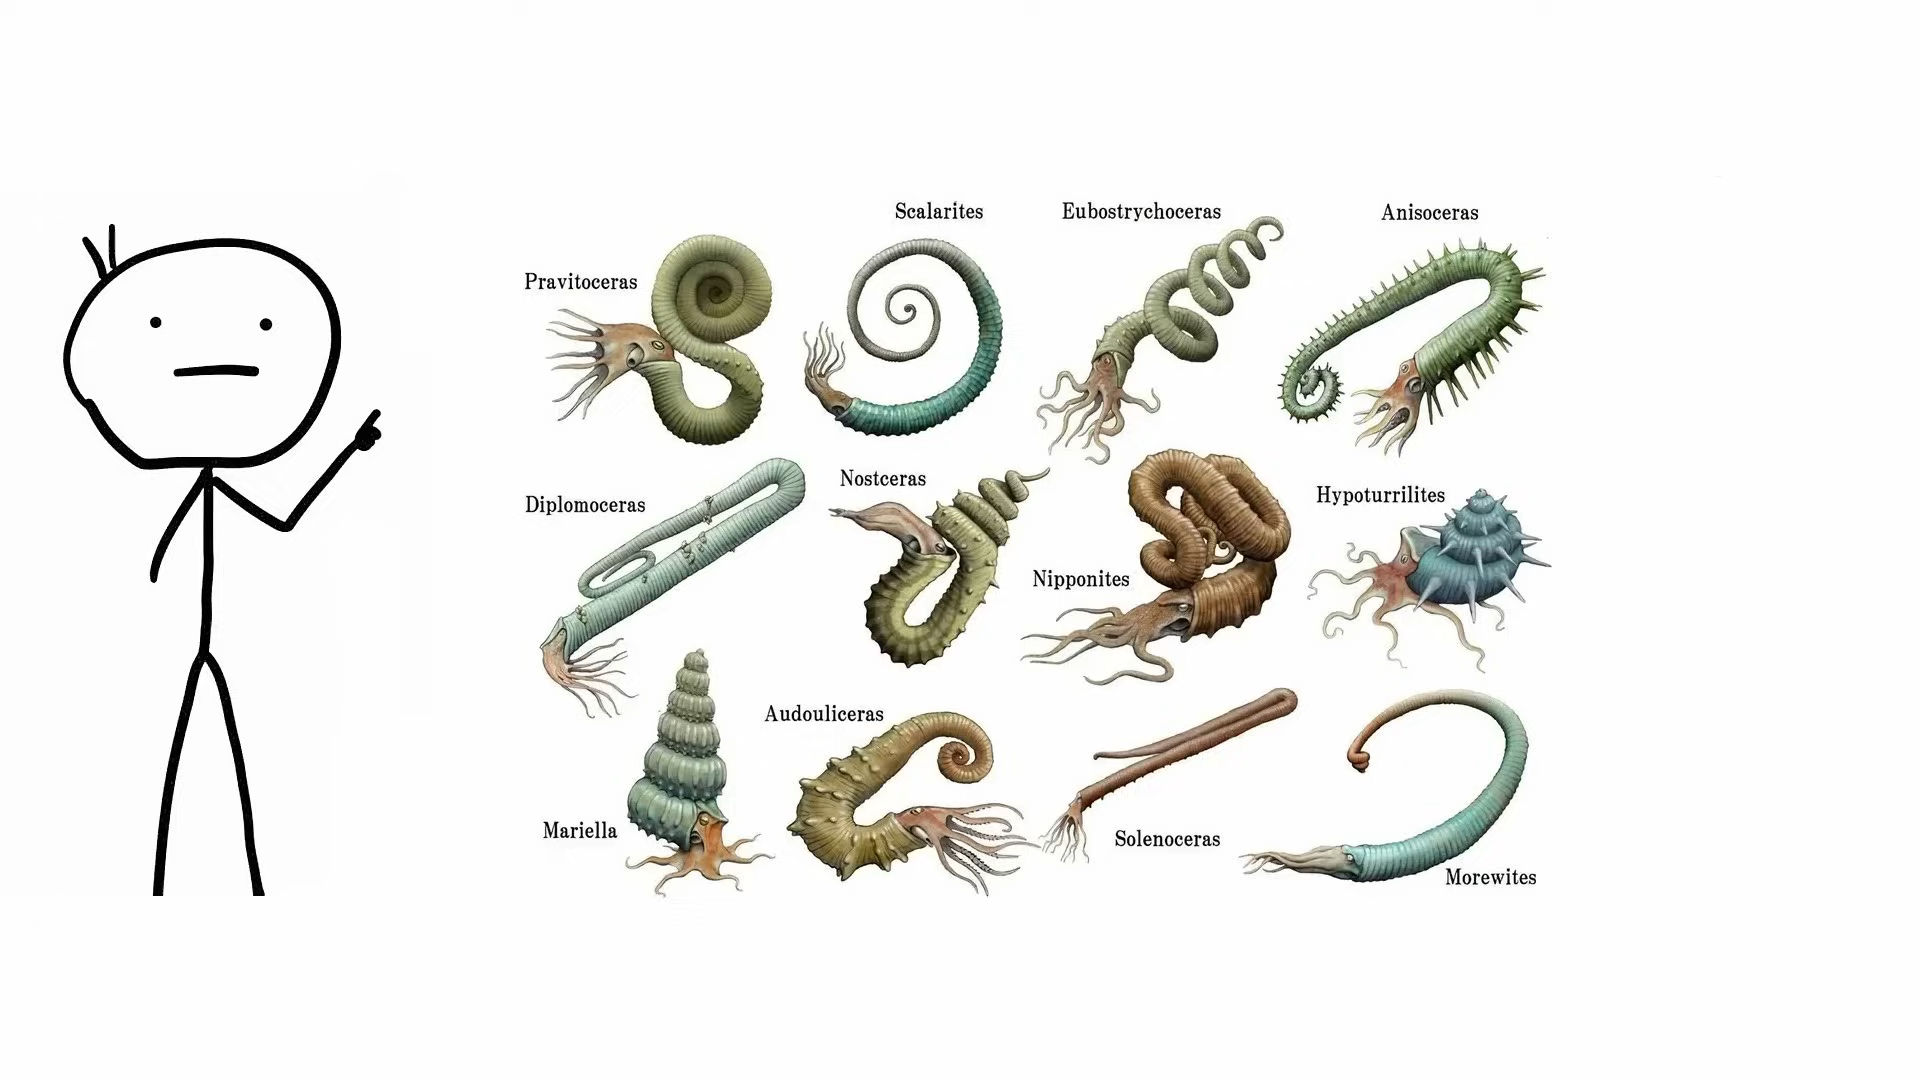 Scalarites
Eubostrychoceras
Anisoceras
Pravitoceras
Nostceras
Hypoturrilites
Diplomoceras
Nipponites
Audouliceras
Mariella
Solenoceras
Morewites